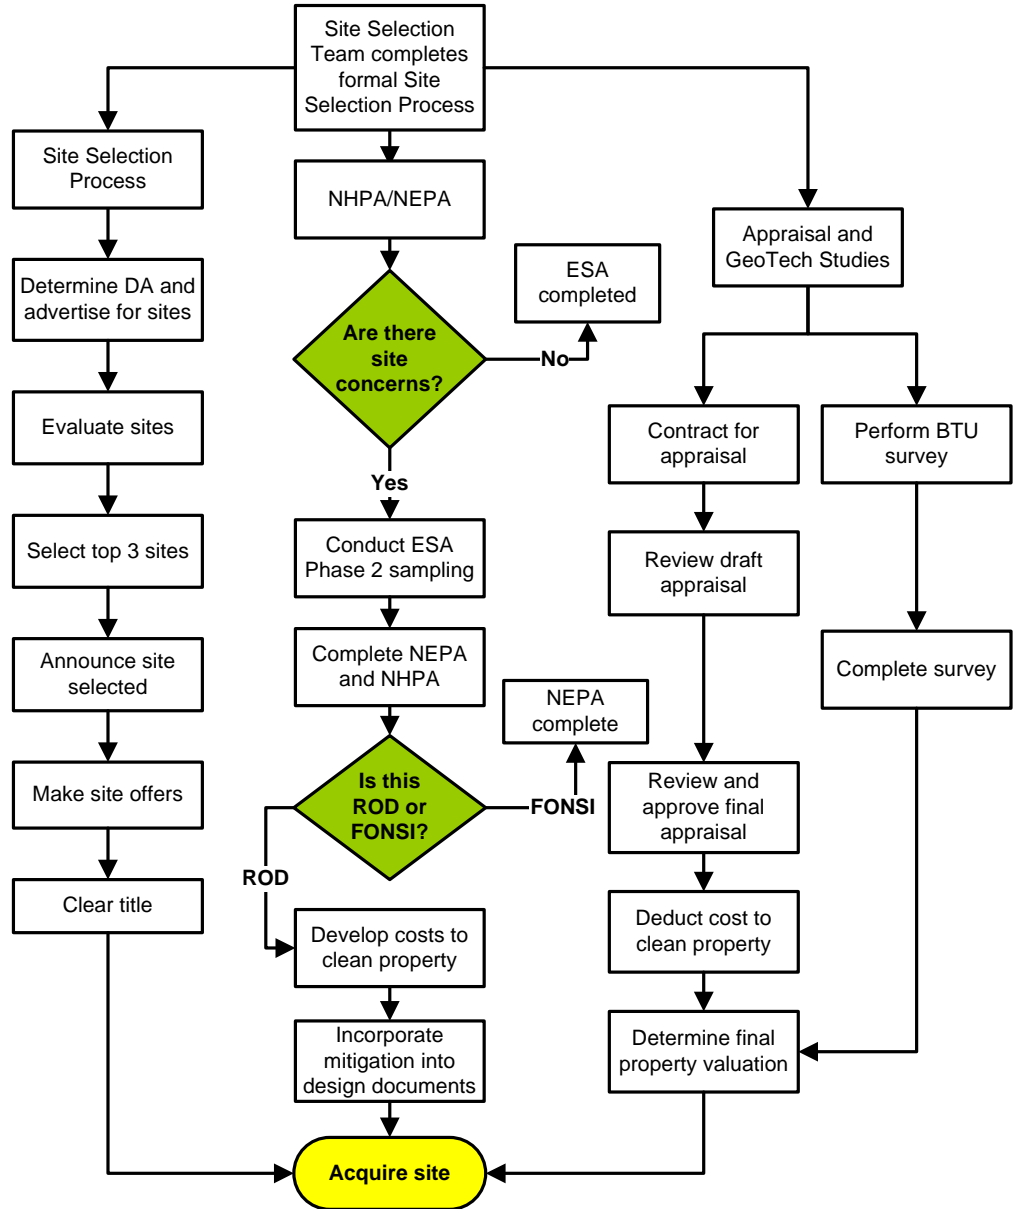 Site Selection
Team completes
formal Site
Selection Process
Site Selection
Process
NHPA/NEPA
Appraisal and
GeoTech Studies
Determine DA and
advertise for sites
ESA
completed
Are there
site
concerns?
No
Evaluate sites
Contract for
appraisal
Perform BTU
survey
Yes
Select top 3 sites
Conduct ESA
Phase 2 sampling
Review draft
appraisal
Announce site
selected
Complete NEPA
and NHPA
Complete survey
NEPA
complete
Make site offers
Is this
ROD or
FONSI?
FONSI
Review and
approve final
appraisal
ROD
Clear title
Develop costs to
clean property
Deduct cost to
clean property
Incorporate
mitigation into
design documents
Determine final
property valuation
Acquire site